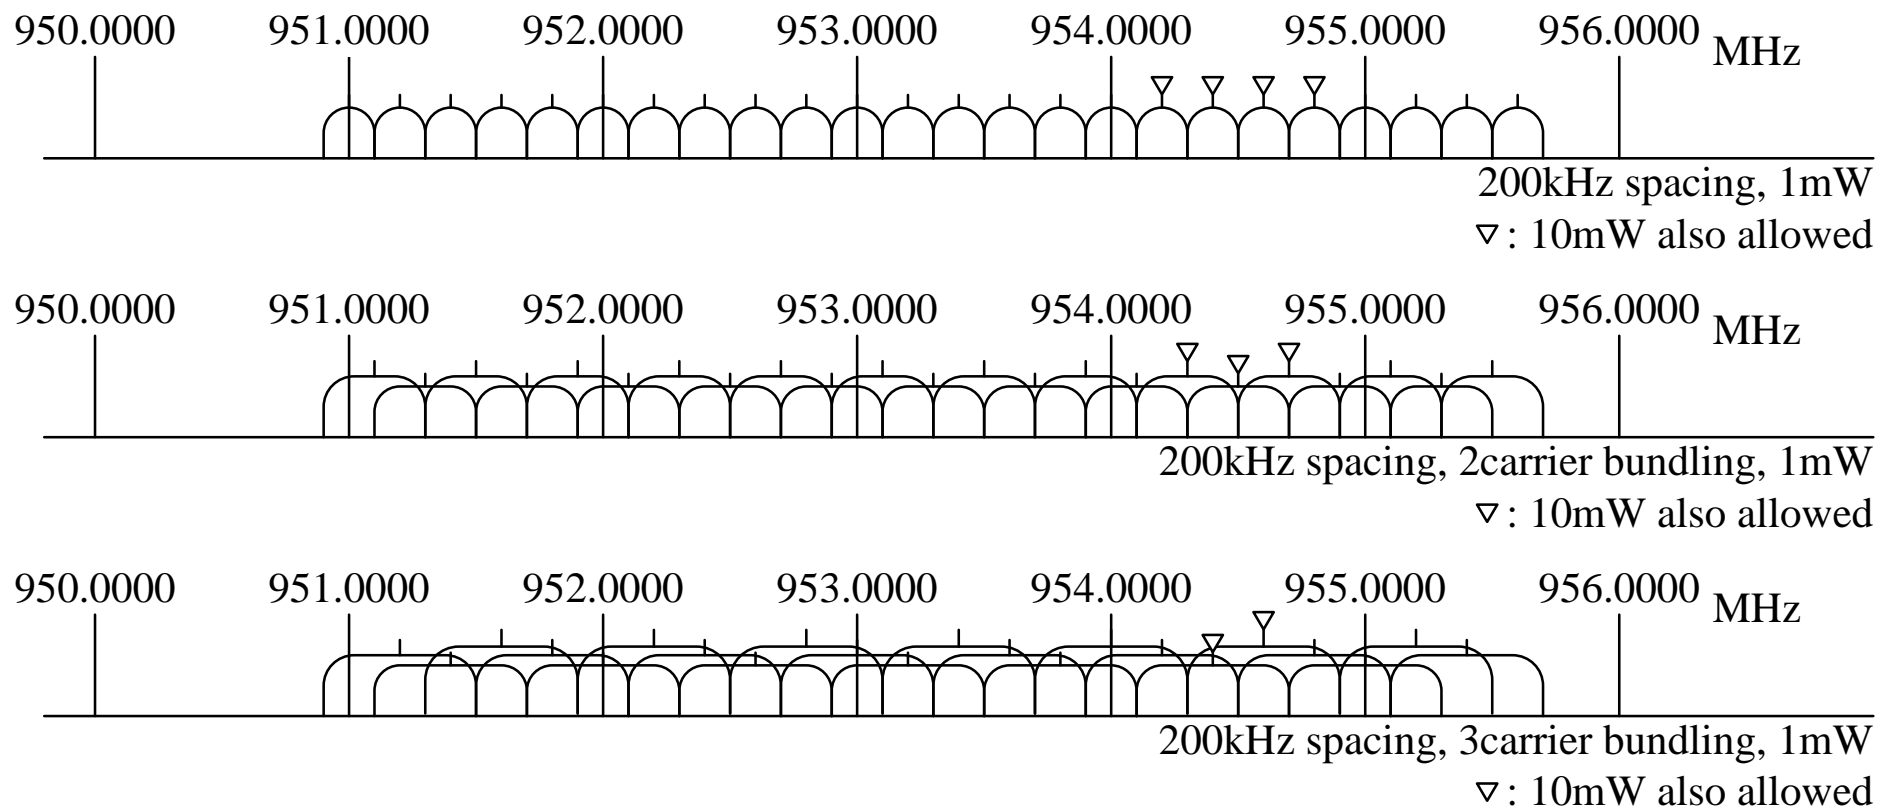 950.0000 951.0000 952.0000 953.0000 954.0000 955.0000 956.0000 MHz
200kHz spacing, 1mW
▽: 10mW also allowed
950.0000 951.0000 952.0000 953.0000 954.0000 955.0000 956.0000 MHz
200kHz spacing, 2carrier bundling, 1mW
▽: 10mW also allowed
950.0000 951.0000 952.0000 953.0000 954.0000 955.0000 956.0000 MHz
200kHz spacing, 3carrier bundling, 1mW
▽: 10mW also allowed